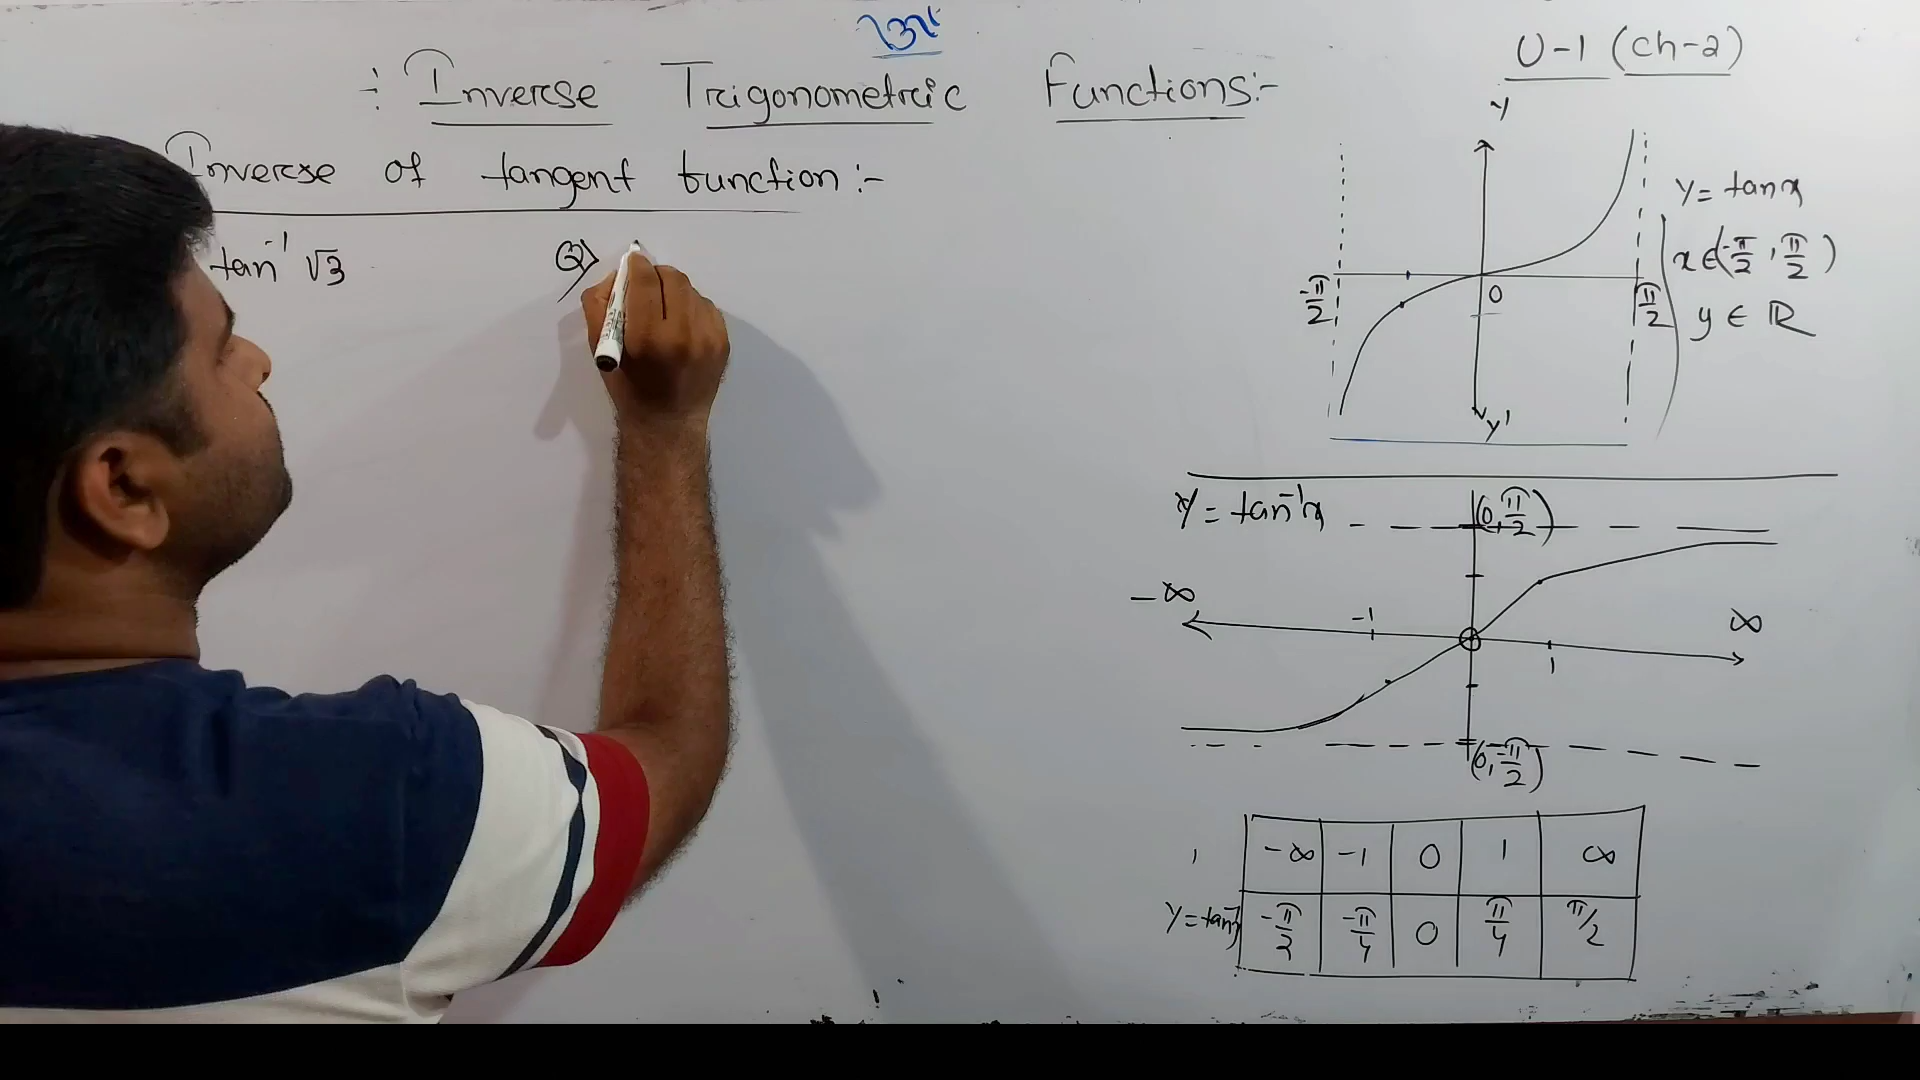 U-1 (Ch-2)
:- Inverse Trigonometric Functions:-
Inverse of tangent function :-
tan⁻¹ √3
Q>
Y
y = tan x
x ∈ (-π/2, π/2)
y ∈ ℝ
-π/2
0
π/2
y'
y = tan⁻¹x
(0, π/2)
-∞
-1
1
∞
(0, -π/2)
-∞ -1 0 1 ∞
y = tan⁻¹x -π/2 -π/4 0 π/4 π/2